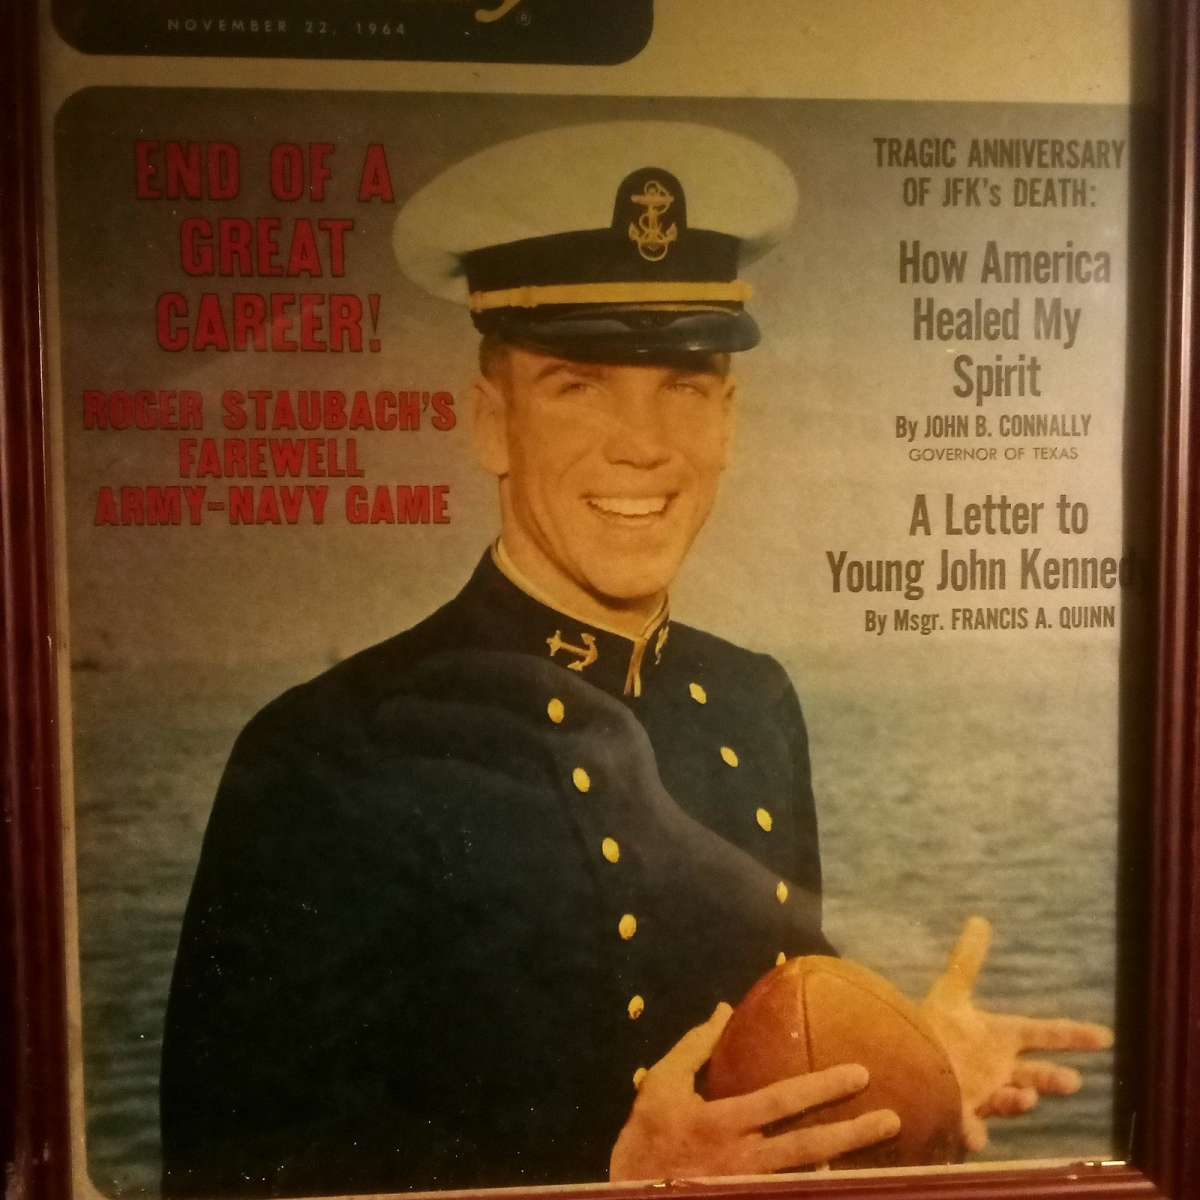 NOVEMBER 22, 1964
®
END OF A
GREAT
CAREER!
ROGER STAUBACH'S
FAREWELL
ARMY-NAVY GAME
TRAGIC ANNIVERSARY
OF JFK's DEATH:
How America
Healed My
Spirit
By JOHN B. CONNALLY
GOVERNOR OF TEXAS
A Letter to
Young John
By Msgr. FRANCIS A. QUINN